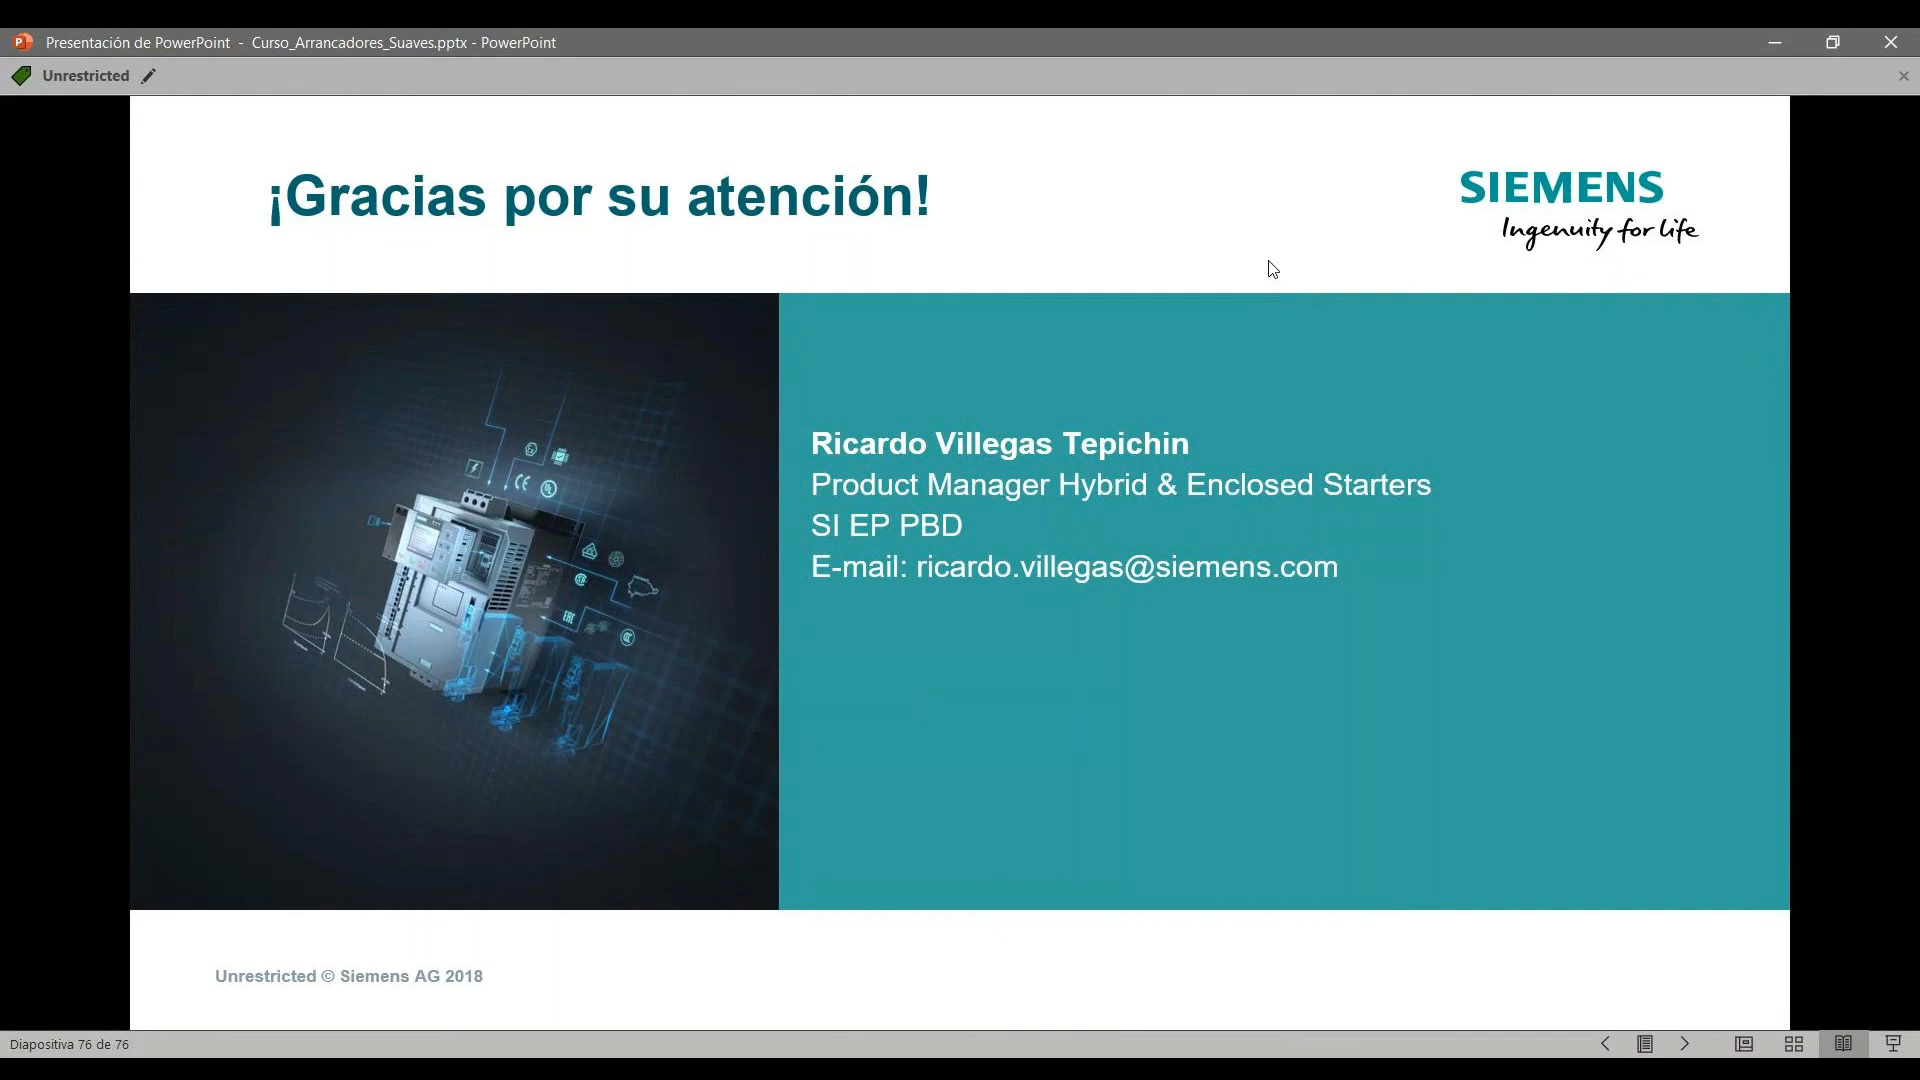 Presentación de PowerPoint - Curso_Arrancadores_Suaves.pptx - PowerPoint
Unrestricted
¡Gracias por su atención!
SIEMENS
Ingenuity for life
Ricardo Villegas Tepichin
Product Manager Hybrid & Enclosed Starters
SI EP PBD
E-mail: ricardo.villegas@siemens.com
Unrestricted © Siemens AG 2018
Diapositiva 76 de 76